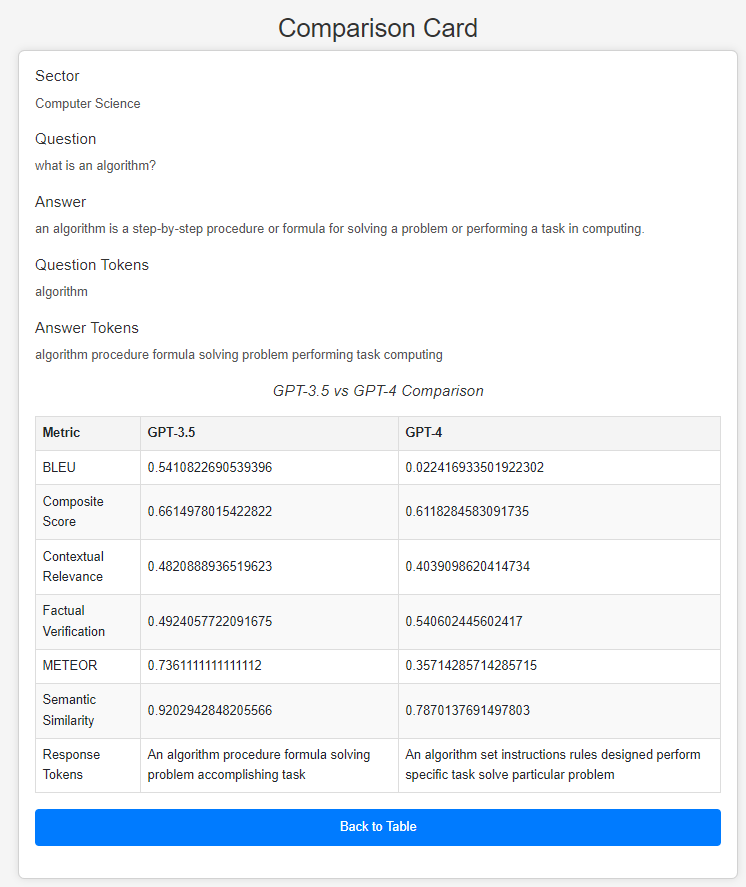 Comparison Card
Sector
Computer Science
Question
what is an algorithm?
Answer
an algorithm is a step-by-step procedure or formula for solving a problem or performing a task in computing.
Question Tokens
algorithm
Answer Tokens
algorithm procedure formula solving problem performing task computing
GPT-3.5 vs GPT-4 Comparison
Metric GPT-3.5 GPT-4
BLEU 0.5410822690539396 0.022416933501922302
Composite
Score 0.6614978015422822 0.6118284583091735
Contextual
Relevance 0.4820888936519623 0.4039098620414734
Factual
Verification 0.4924057722091675 0.540602445602417
METEOR 0.7361111111111112 0.35714285714285715
Semantic
Similarity 0.9202942848205566 0.7870137691497803
Response An algorithm procedure formula solving An algorithm set instructions rules designed perform
Tokens problem accomplishing task specific task solve particular problem
Back to Table